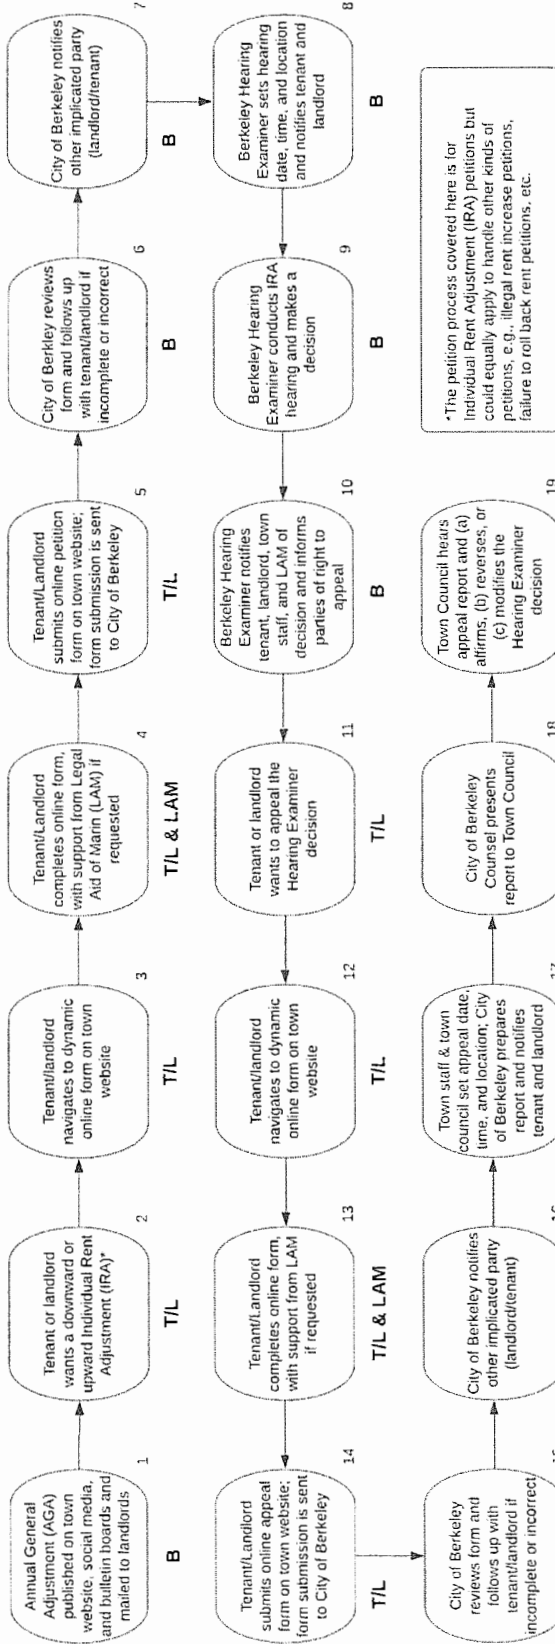 Annual General
Adjustment (AGA)
published on town
website, social media,
and bulletin boards and
mailed to landlords
1
B
Tenant or landlord
wants a downward or
upward Individual Rent
Adjustment (IRA)*
2
T/L
Tenant/landlord
navigates to dynamic
online form on town
website
3
T/L
Tenant/Landlord
completes online form,
with support from Legal
Aid of Marin (LAM) if
requested
4
T/L & LAM
Tenant/Landlord
submits online petition
form on town website;
form submission is sent
to City of Berkeley
5
T/L
City of Berkley reviews
form and follows up
with tenant/landlord if
incomplete or incorrect
6
B
City of Berkeley notifies
other implicated party
(landlord/tenant)
7
B
Berkeley Hearing
Examiner sets hearing
date, time, and location
and notifies tenant and
landlord
8
B
Berkeley Hearing
Examiner conducts IRA
hearing and makes a
decision
9
B
Berkeley Hearing
Examiner notifies
tenant, landlord, town
staff, and LAM of
decision and informs
parties of right to
appeal
10
B
Tenant or landlord
wants to appeal the
Hearing Examiner
decision
11
T/L
Tenant/landlord
navigates to dynamic
online form on town
website
12
T/L
Tenant/Landlord
completes online form,
with support from LAM
if requested
13
T/L & LAM
Tenant/Landlord
submits online appeal
form on town website;
form submission is sent
to City of Berkeley
14
T/L
City of Berkeley
reviews form and
follows up with
tenant/landlord if
incomplete or incorrect
City of Berkeley notifies
other implicated party
(landlord/tenant)
Town staff & town
council set appeal date,
time, and location; City
of Berkeley prepares
report and notifies
tenant and landlord
City of Berkeley
Counsel presents
report to Town Council
18
Town Council hears
appeal report and (a)
affirms, (b) reverses, or
(c) modifies the
Hearing Examiner
decision
19
*The petition process covered here is for
Individual Rent Adjustment (IRA) petitions but
could equally apply to handle other kinds of
petitions, e.g., illegal rent increase petitions,
failure to roll back rent petitions, etc.